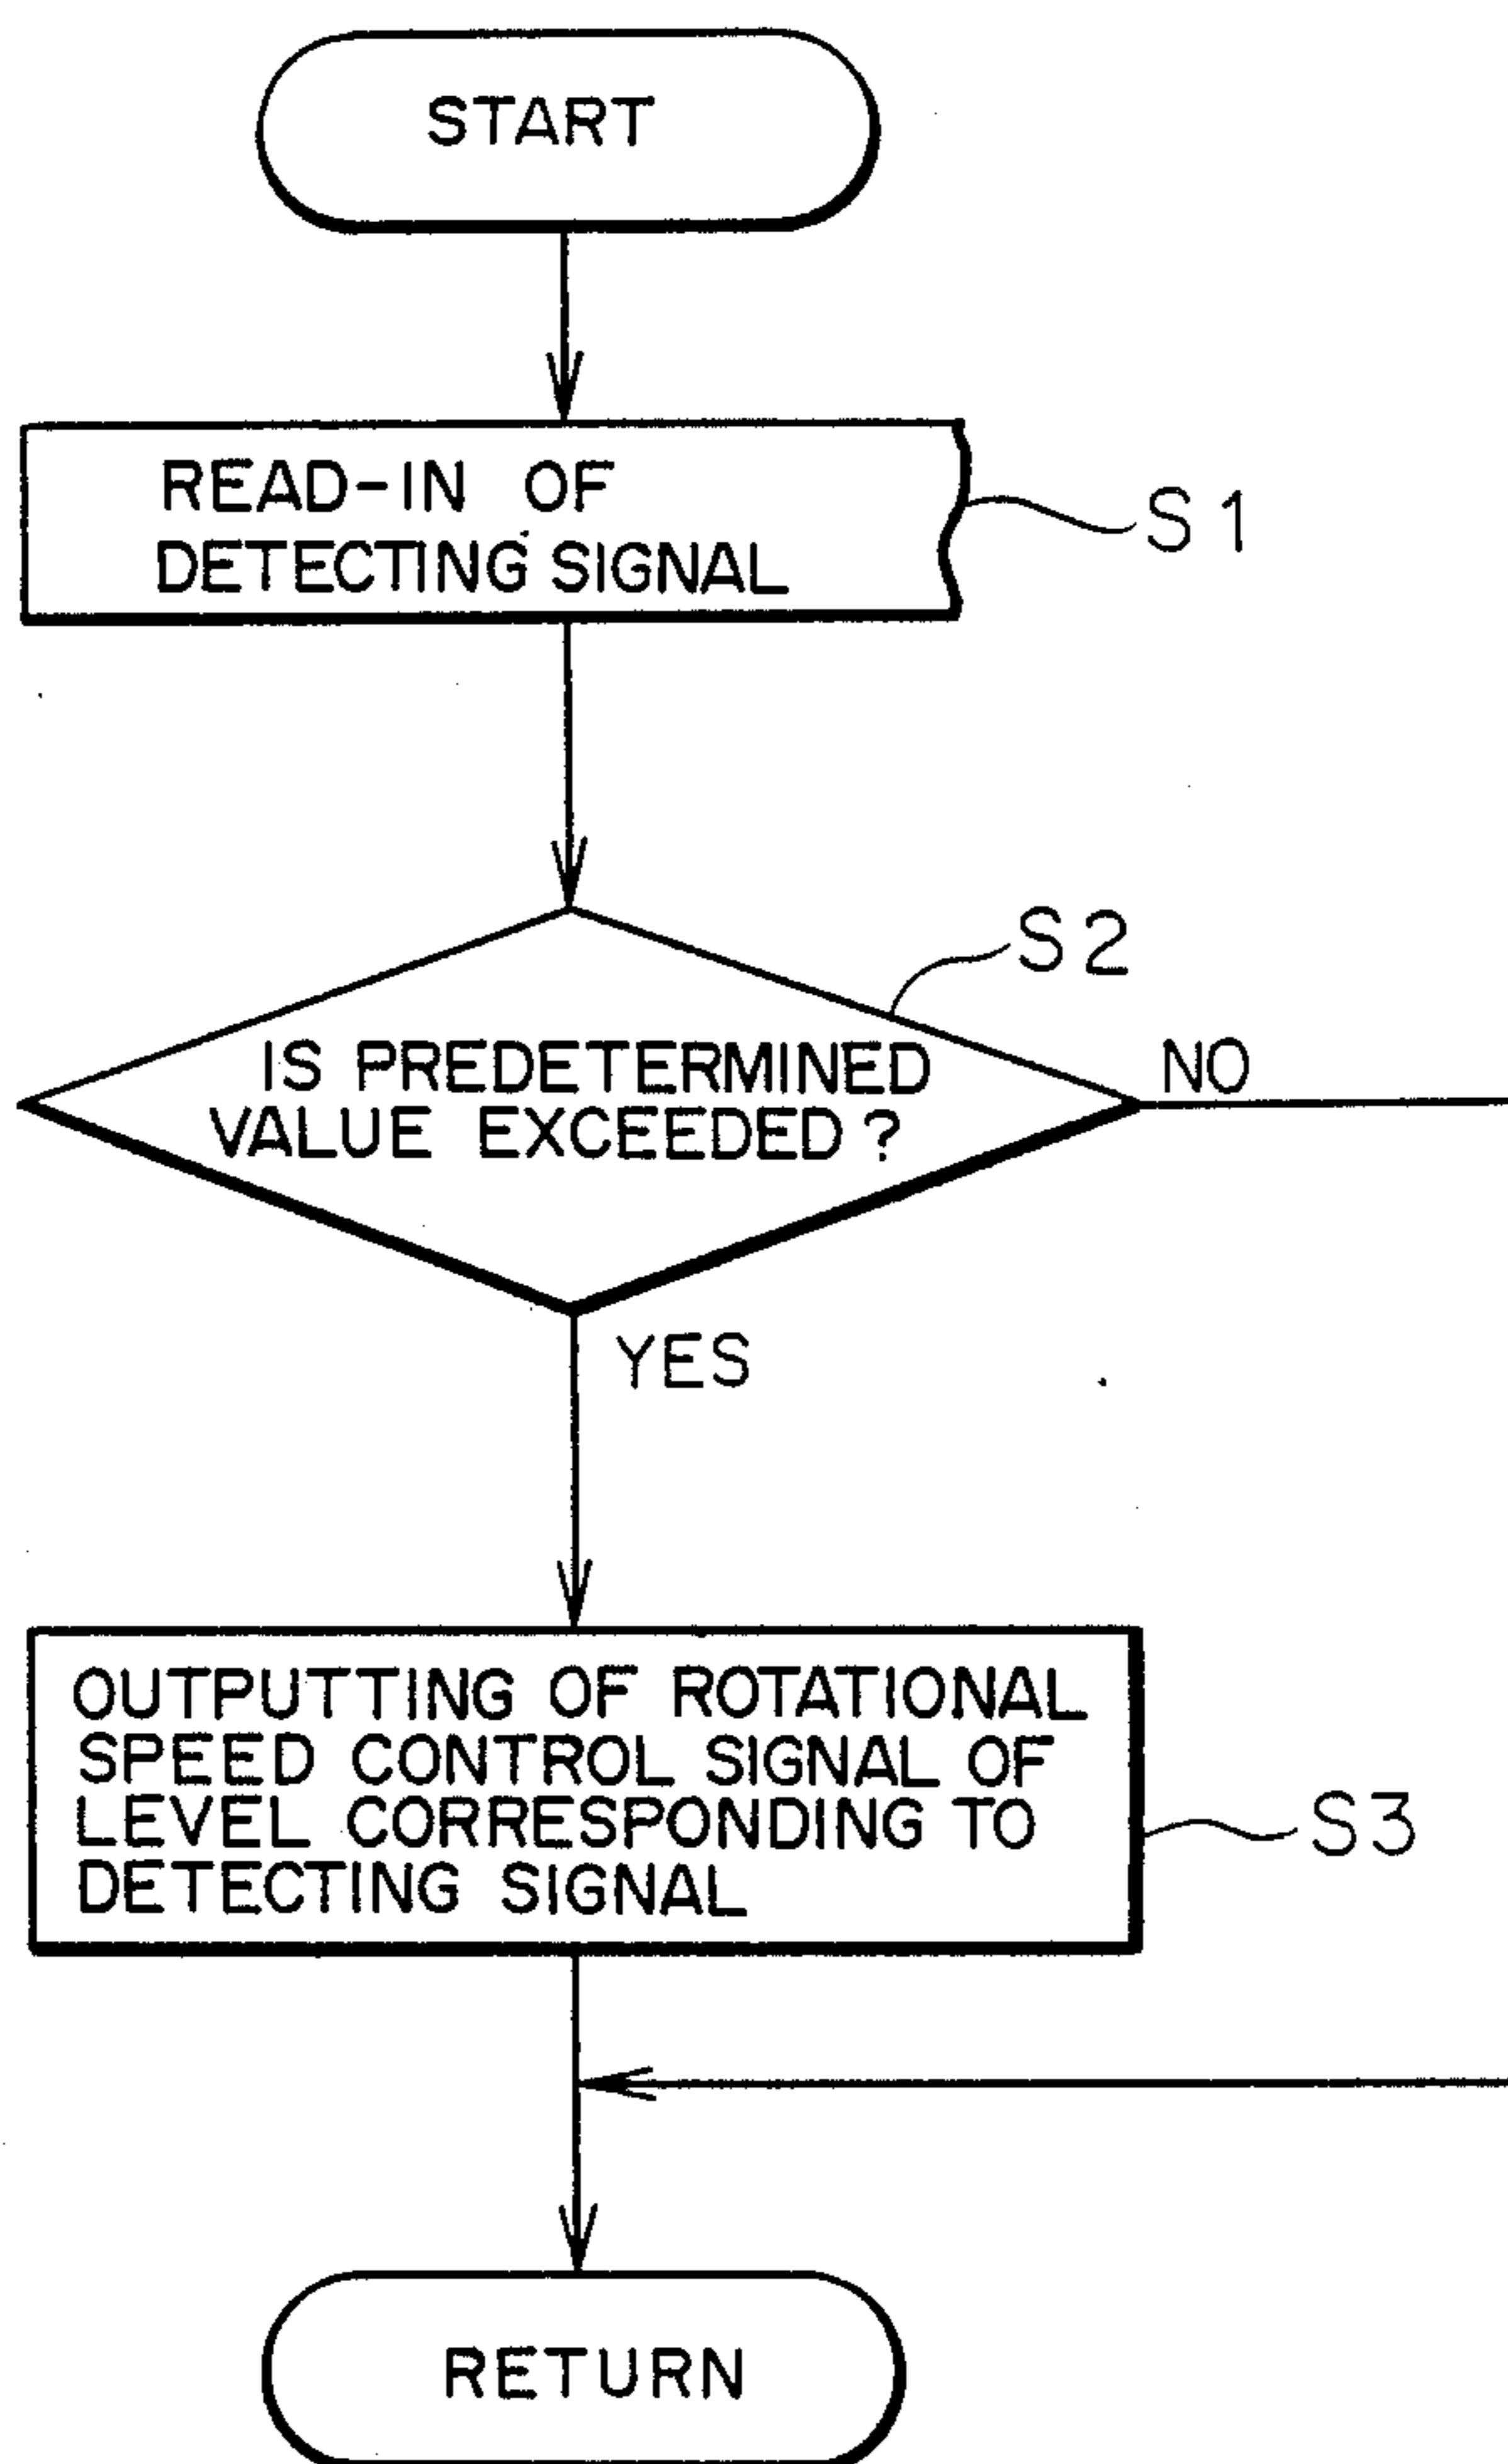 START
READ-IN OF
DETECTING SIGNAL
S1
S2
IS PREDETERMINED
VALUE EXCEEDED?
NO
YES
OUTPUTTING OF ROTATIONAL
SPEED CONTROL SIGNAL OF
LEVEL CORRESPONDING TO
DETECTING SIGNAL
S3
RETURN